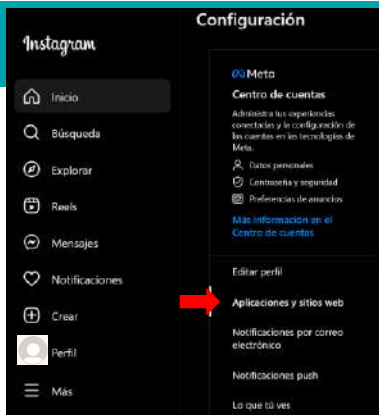 Instagram
Inicio
Búsqueda
Explorar
Reels
Mensajes
Notificaciones
Crear
Perfil
Más
Configuración
Meta
Centro de cuentas
Administra tus experiencias
conectadas y la configuración de
las cuentas en las tecnologías de
Meta.
Datos personales
Contraseña y seguridad
Preferencias de anuncios
Más información en el
Centro de cuentas
Editar perfil
Aplicaciones y sitios web
Notificaciones por correo
electrónico
Notificaciones push
Lo que tú ves